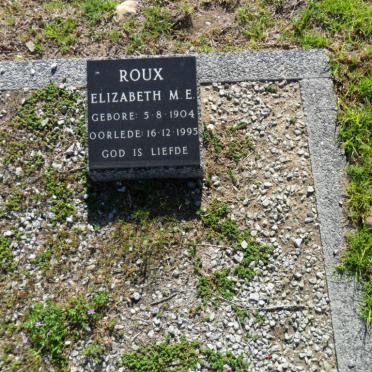 ROUX
ELIZABETH M.E.
GEBORE: 5·8·1904
OORLEDE: 16·12·1995
GOD IS LIEFDE